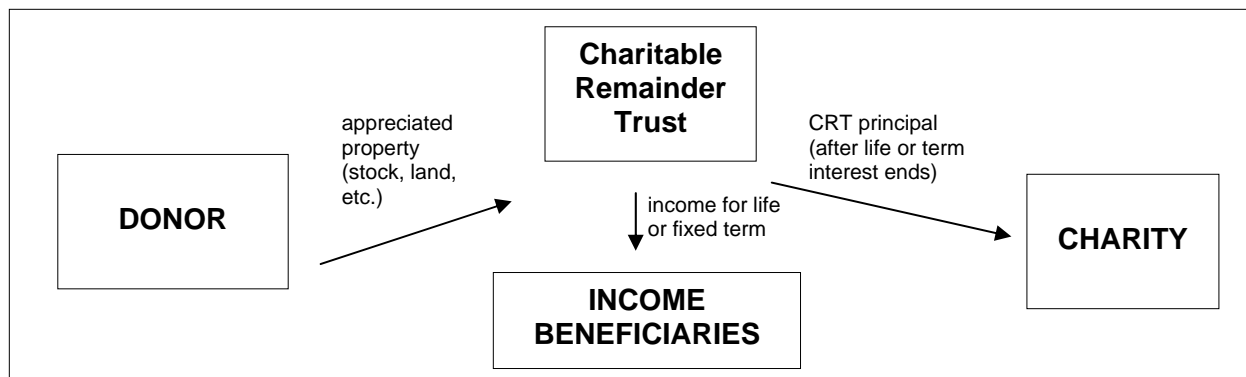 DONOR
appreciated
property
(stock, land,
etc.)
Charitable
Remainder
Trust
income for life
or fixed term
INCOME
BENEFICIARIES
CRT principal
(after life or term
interest ends)
CHARITY